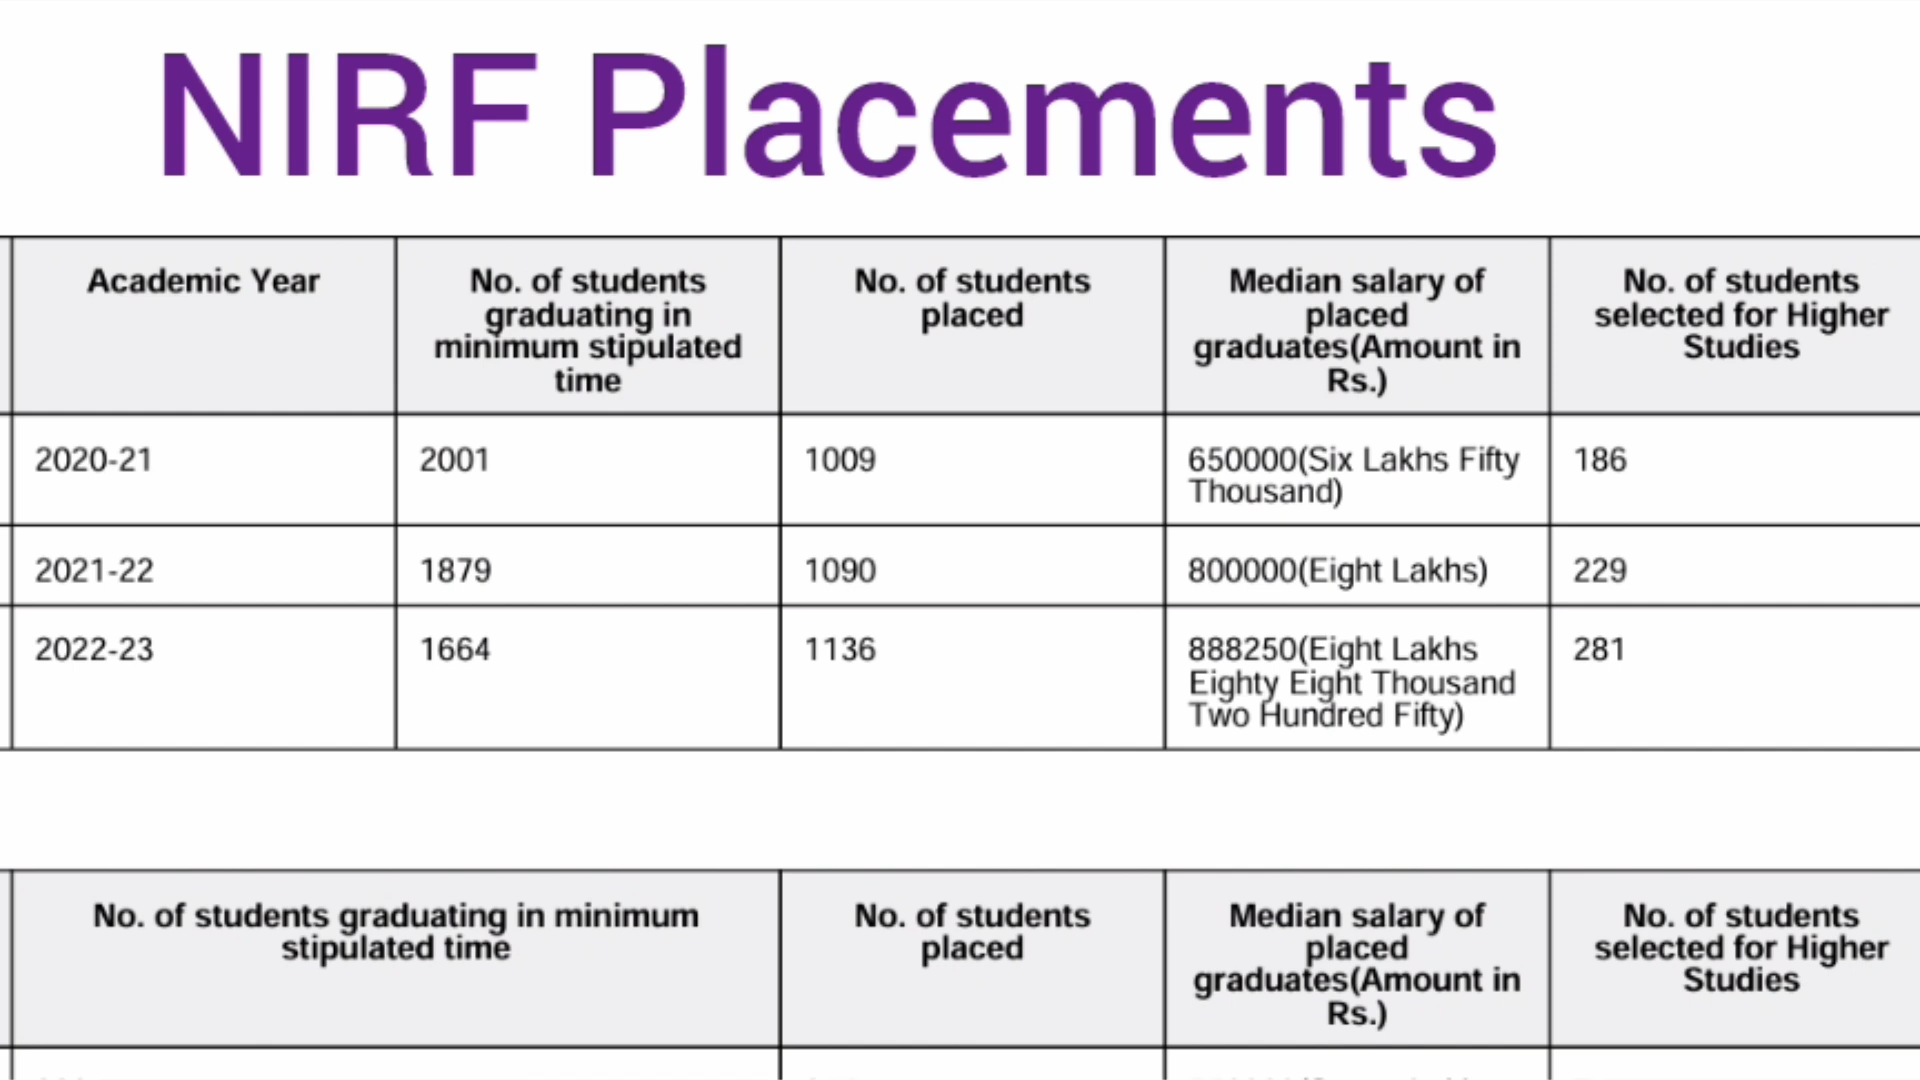 NIRF Placements
Academic Year
No. of students
graduating in
minimum stipulated
time
No. of students
placed
Median salary of
placed
graduates(Amount in
Rs.)
No. of students
selected for Higher
Studies
2020-21
2001
1009
650000(Six Lakhs Fifty
Thousand)
186
2021-22
1879
1090
800000(Eight Lakhs)
229
2022-23
1664
1136
888250(Eight Lakhs
Eighty Eight Thousand
Two Hundred Fifty)
281
No. of students graduating in minimum
stipulated time
No. of students
placed
Median salary of
placed
graduates(Amount in
Rs.)
No. of students
selected for Higher
Studies